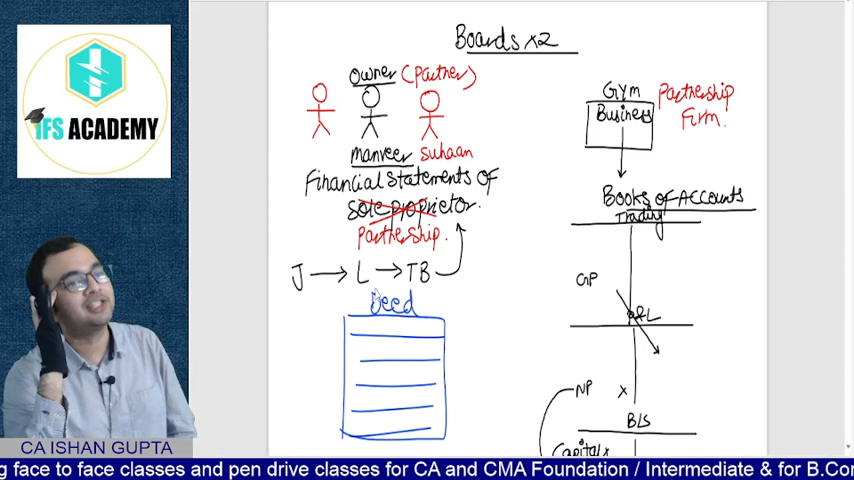 Boards x2
Owner (Partner)
manveer suhaan
Financial Statements of
Sole proprietor.
Partnership.
J → L → TB
Deed
GYm
Business
Partnership
Firm.
Books of Accounts
Trading
GP
P&L
NP x
BLS
Capital x
IFS ACADEMY
CA ISHAN GUPTA
g face to face classes and pen drive classes for CA and CMA Foundation / Intermediate & for B.Co